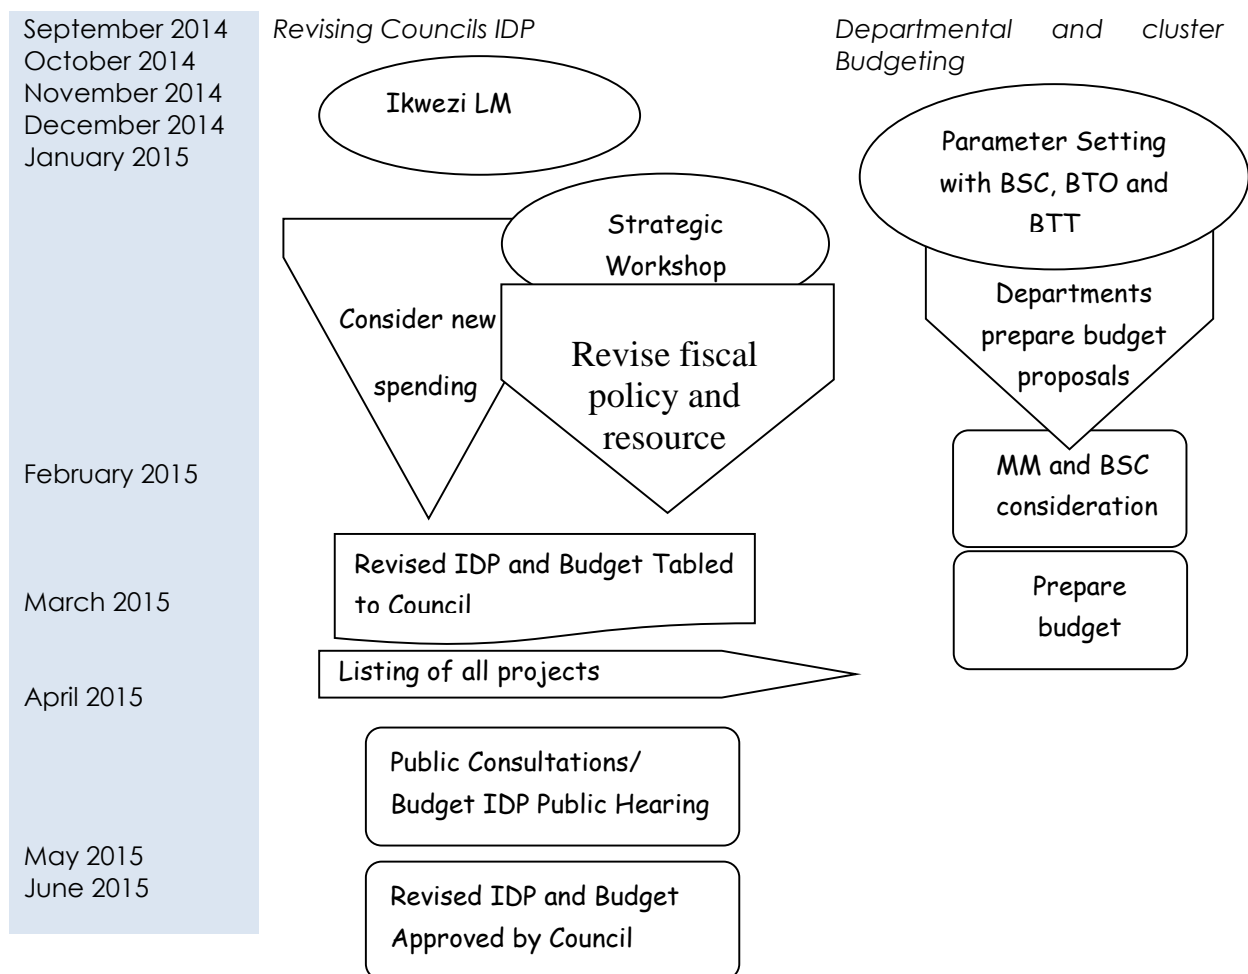 September 2014
October 2014
November 2014
December 2014
January 2015
February 2015
March 2015
April 2015
May 2015
June 2015
Revising Councils IDP
Ikwezi LM
Strategic
Workshop
Consider new
spending
Revise fiscal
policy and
resource
Revised IDP and Budget Tabled
to Council
Listing of all projects
Public Consultations/
Budget IDP Public Hearing
Revised IDP and Budget
Approved by Council
Departmental and cluster
Budgeting
Parameter Setting
with BSC, BTO and
BTT
Departments
prepare budget
proposals
MM and BSC
consideration
Prepare
budget